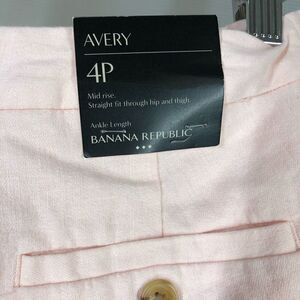 AVERY
4P
Mid rise.
Straight fit through hip and thigh.
Ankle Length
BANANA REPUBLIC